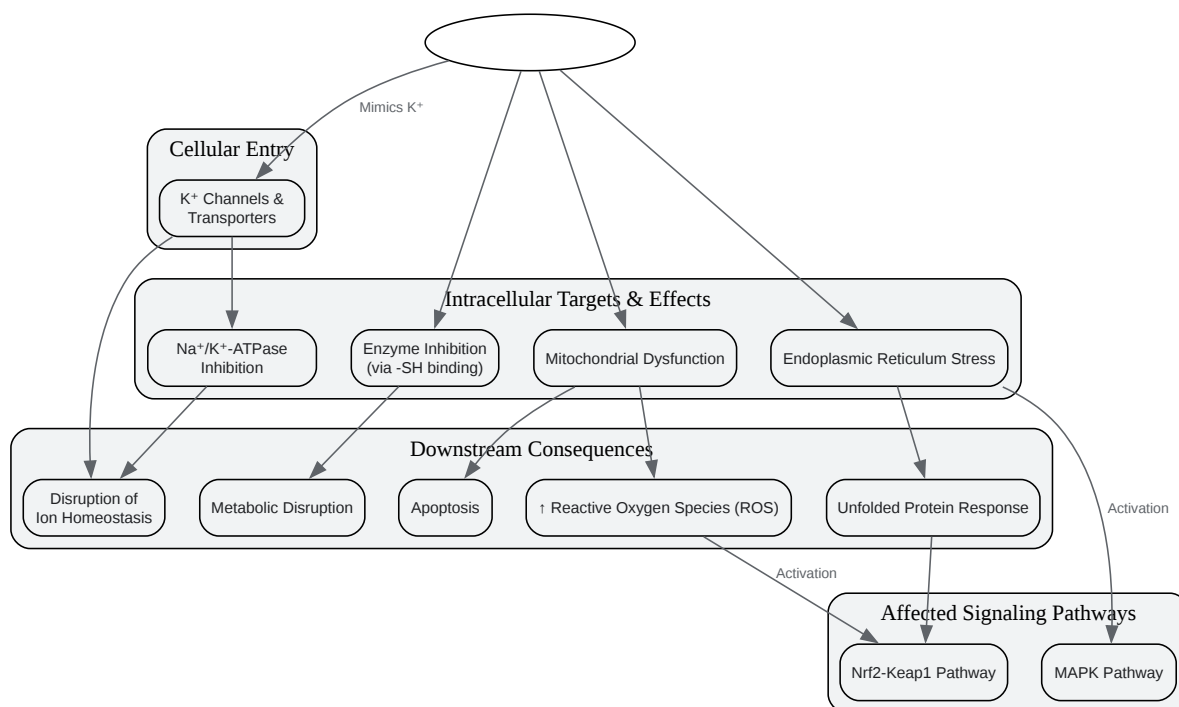 Mimics K⁺
Cellular Entry
K⁺ Channels &
Transporters
Intracellular Targets & Effects
Na⁺/K⁺-ATPase
Inhibition
Enzyme Inhibition
(via -SH binding)
Mitochondrial Dysfunction
Endoplasmic Reticulum Stress
Downstream Consequences
Disruption of
Ion Homeostasis
Metabolic Disruption
Apoptosis
↑ Reactive Oxygen Species (ROS)
Unfolded Protein Response
Activation
Activation
Affected Signaling Pathways
Nrf2-Keap1 Pathway
MAPK Pathway